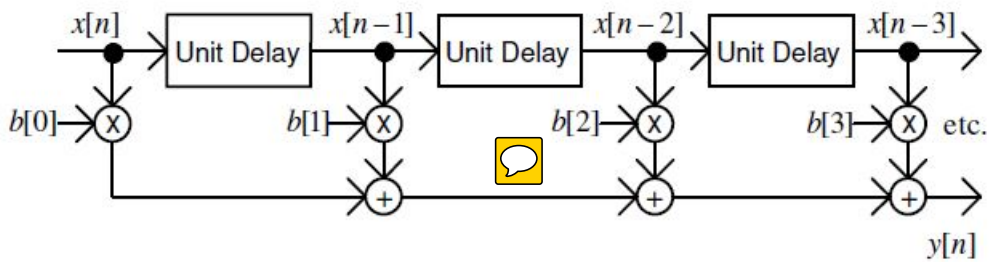 x[n] x[n−1] x[n−2] x[n−3]
Unit Delay Unit Delay Unit Delay
b[0] X b[1] X b[2] X b[3] X etc.
+ + +
y[n]